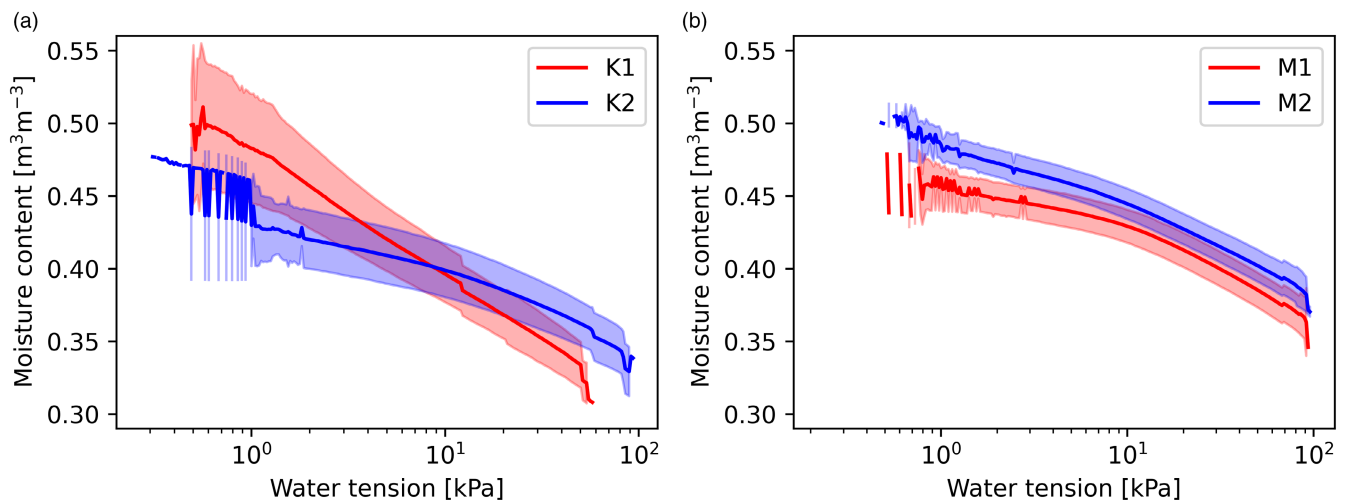 (a)
0.55
0.50
0.45
0.40
0.35
0.30
Moisture content [m³m⁻³]
K1
K2
10⁰
10¹
10²
Water tension [kPa]
(b)
0.55
0.50
0.45
0.40
0.35
0.30
Moisture content [m³m⁻³]
M1
M2
10⁰
10¹
10²
Water tension [kPa]